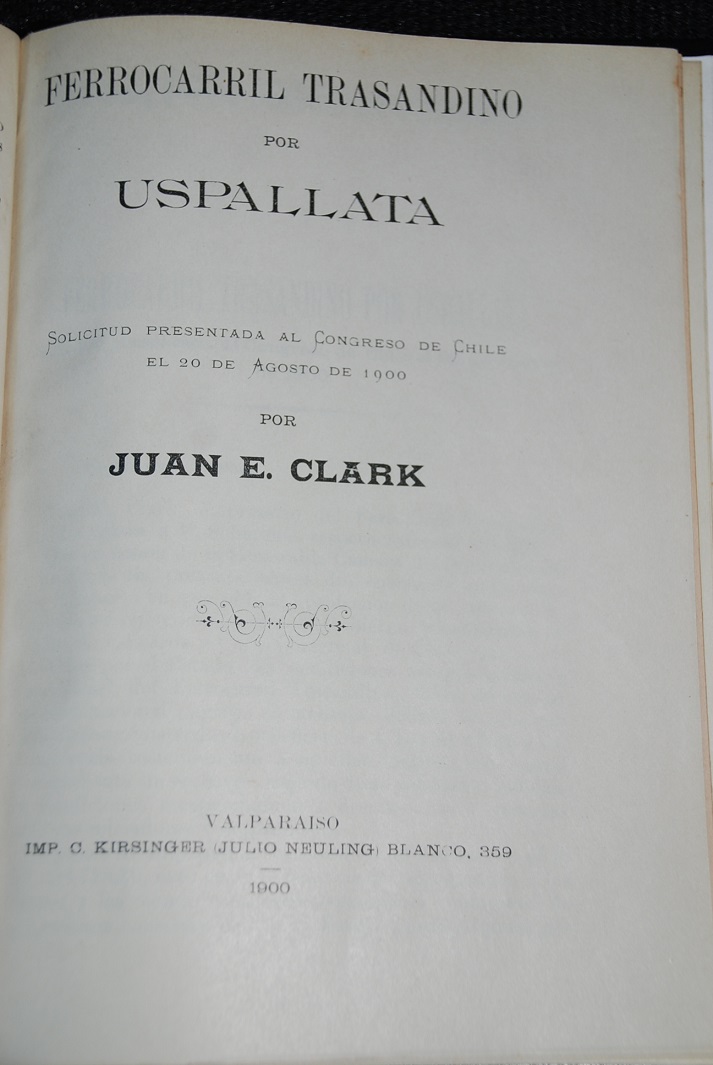 FERROCARRIL TRASANDINO
POR
USPALLATA
SOLICITUD PRESENTADA AL CONGRESO DE CHILE
EL 20 DE AGOSTO DE 1900
POR
JUAN E. CLARK
VALPARAISO
IMP. C. KIRSINGER (JULIO NEULING) BLANCO, 359
1900